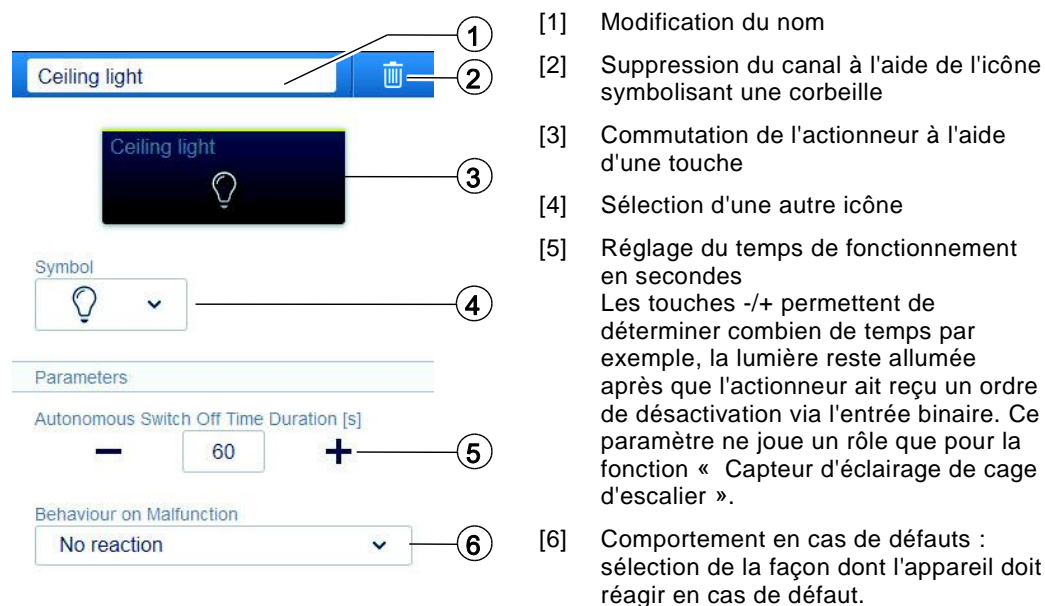 1
Ceiling light
2
Ceiling light
3
Symbol
4
Parameters
Autonomous Switch Off Time Duration [s]
60
5
Behaviour on Malfunction
No reaction
6
[1] Modification du nom
[2] Suppression du canal à l'aide de l'icône
symbolisant une corbeille
[3] Commutation de l'actionneur à l'aide
d'une touche
[4] Sélection d'une autre icône
[5] Réglage du temps de fonctionnement
en secondes
Les touches -/+ permettent de
déterminer combien de temps par
exemple, la lumière reste allumée
après que l'actionneur ait reçu un ordre
de désactivation via l'entrée binaire. Ce
paramètre ne joue un rôle que pour la
fonction « Capteur d'éclairage de cage
d'escalier ».
[6] Comportement en cas de défauts :
sélection de la façon dont l'appareil doit
réagir en cas de défaut.